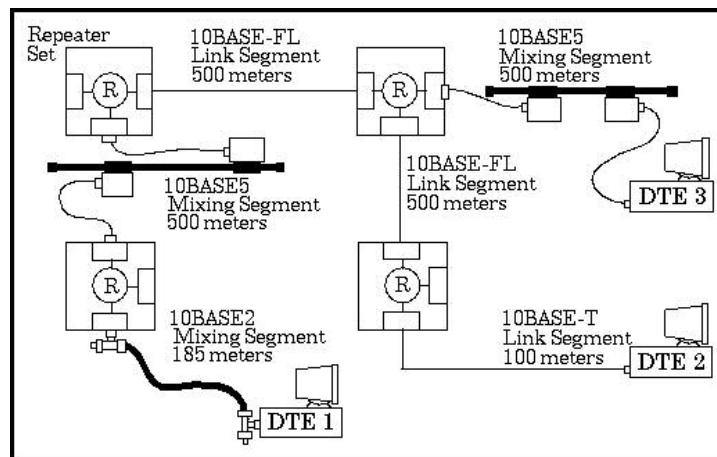 Repeater
Set
R
10BASE-FL
Link Segment
500 meters
R
10BASE5
Mixing Segment
500 meters
DTE 3
10BASE5
Mixing Segment
500 meters
10BASE-FL
Link Segment
500 meters
R
10BASE2
Mixing Segment
185 meters
DTE 1
R
10BASE-T
Link Segment
100 meters
DTE 2